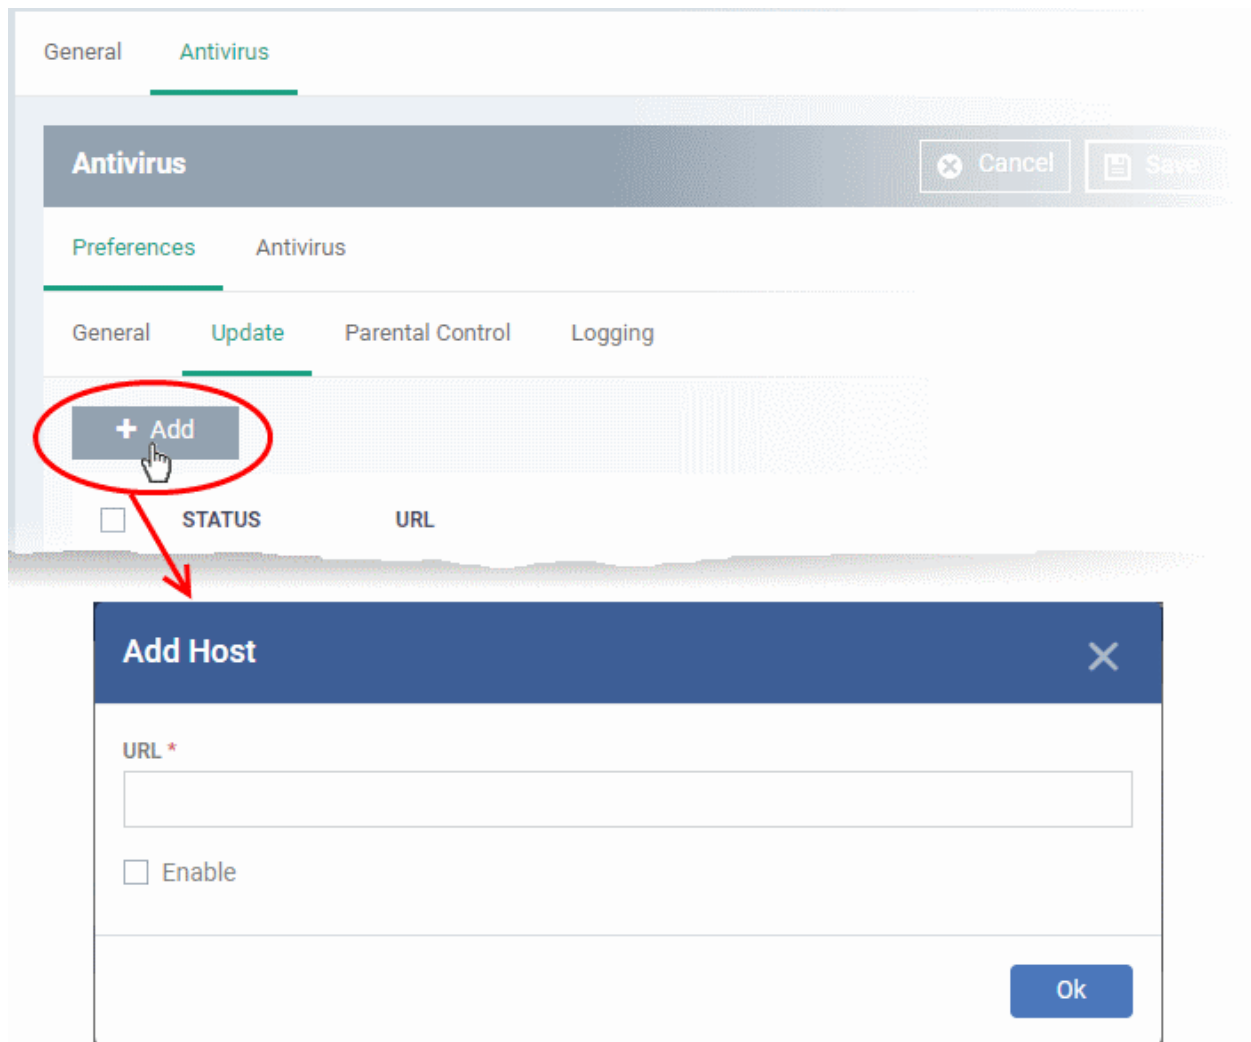 General Antivirus
Antivirus Cancel Save
Preferences Antivirus
General Update Parental Control Logging
+ Add
STATUS URL
Add Host
URL *
Enable
Ok